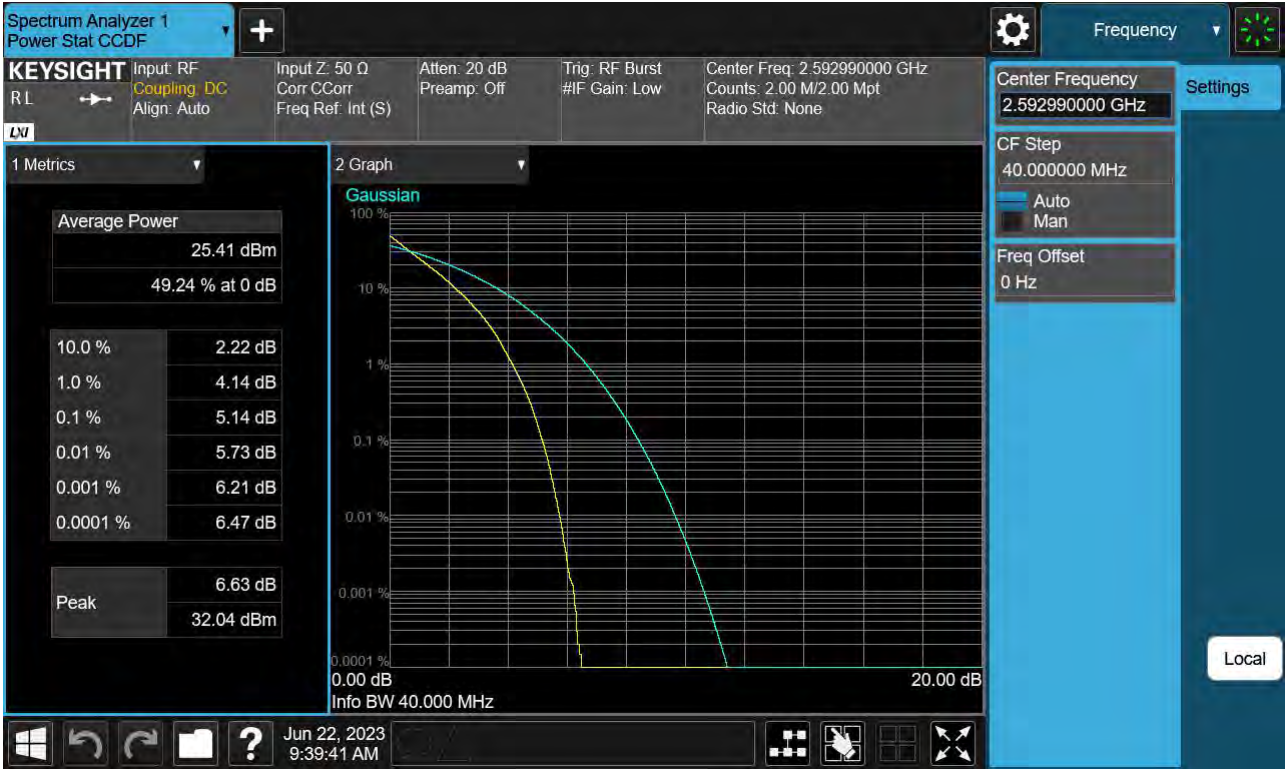 Spectrum Analyzer 1
Power Stat CCDF
Frequency
KEYSIGHT
R L
LXI
Input: RF
Coupling: DC
Align: Auto
Input Z: 50 Ω
Corr CCorr
Freq Ref: Int (S)
Atten: 20 dB
Preamp: Off
Trig: RF Burst
#IF Gain: Low
Center Freq: 2.592990000 GHz
Counts: 2.00 M/2.00 Mpt
Radio Std: None
1 Metrics
Average Power
25.41 dBm
49.24 % at 0 dB
10.0 % 2.22 dB
1.0 % 4.14 dB
0.1 % 5.14 dB
0.01 % 5.73 dB
0.001 % 6.21 dB
0.0001 % 6.47 dB
Peak
6.63 dB
32.04 dBm
2 Graph
Gaussian
100 %
10 %
1 %
0.1 %
0.01 %
0.001 %
0.0001 %
0.00 dB 20.00 dB
Info BW 40.000 MHz
Center Frequency
2.592990000 GHz
CF Step
40.000000 MHz
Auto
Man
Freq Offset
0 Hz
Settings
Local
?
Jun 22, 2023
9:39:41 AM